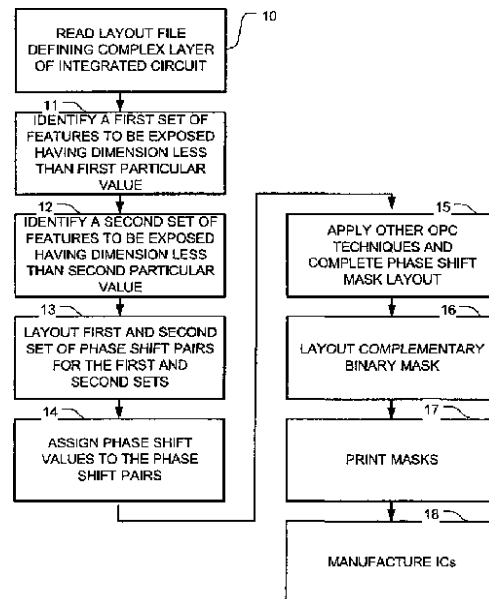 10
READ LAYOUT FILE
DEFINING COMPLEX LAYER
OF INTEGRATED CIRCUIT
11
IDENTIFY A FIRST SET OF
FEATURES TO BE EXPOSED
HAVING DIMENSION LESS
THAN FIRST PARTICULAR
VALUE
12
IDENTIFY A SECOND SET OF
FEATURES TO BE EXPOSED
HAVING DIMENSION LESS
THAN SECOND PARTICULAR
VALUE
13
LAYOUT FIRST AND SECOND
SET OF PHASE SHIFT PAIRS
FOR THE FIRST AND
SECOND SETS
14
ASSIGN PHASE SHIFT
VALUES TO THE PHASE
SHIFT PAIRS
15
APPLY OTHER OPC
TECHNIQUES AND
COMPLETE PHASE SHIFT
MASK LAYOUT
16
LAYOUT COMPLEMENTARY
BINARY MASK
17
PRINT MASKS
18
MANUFACTURE ICs